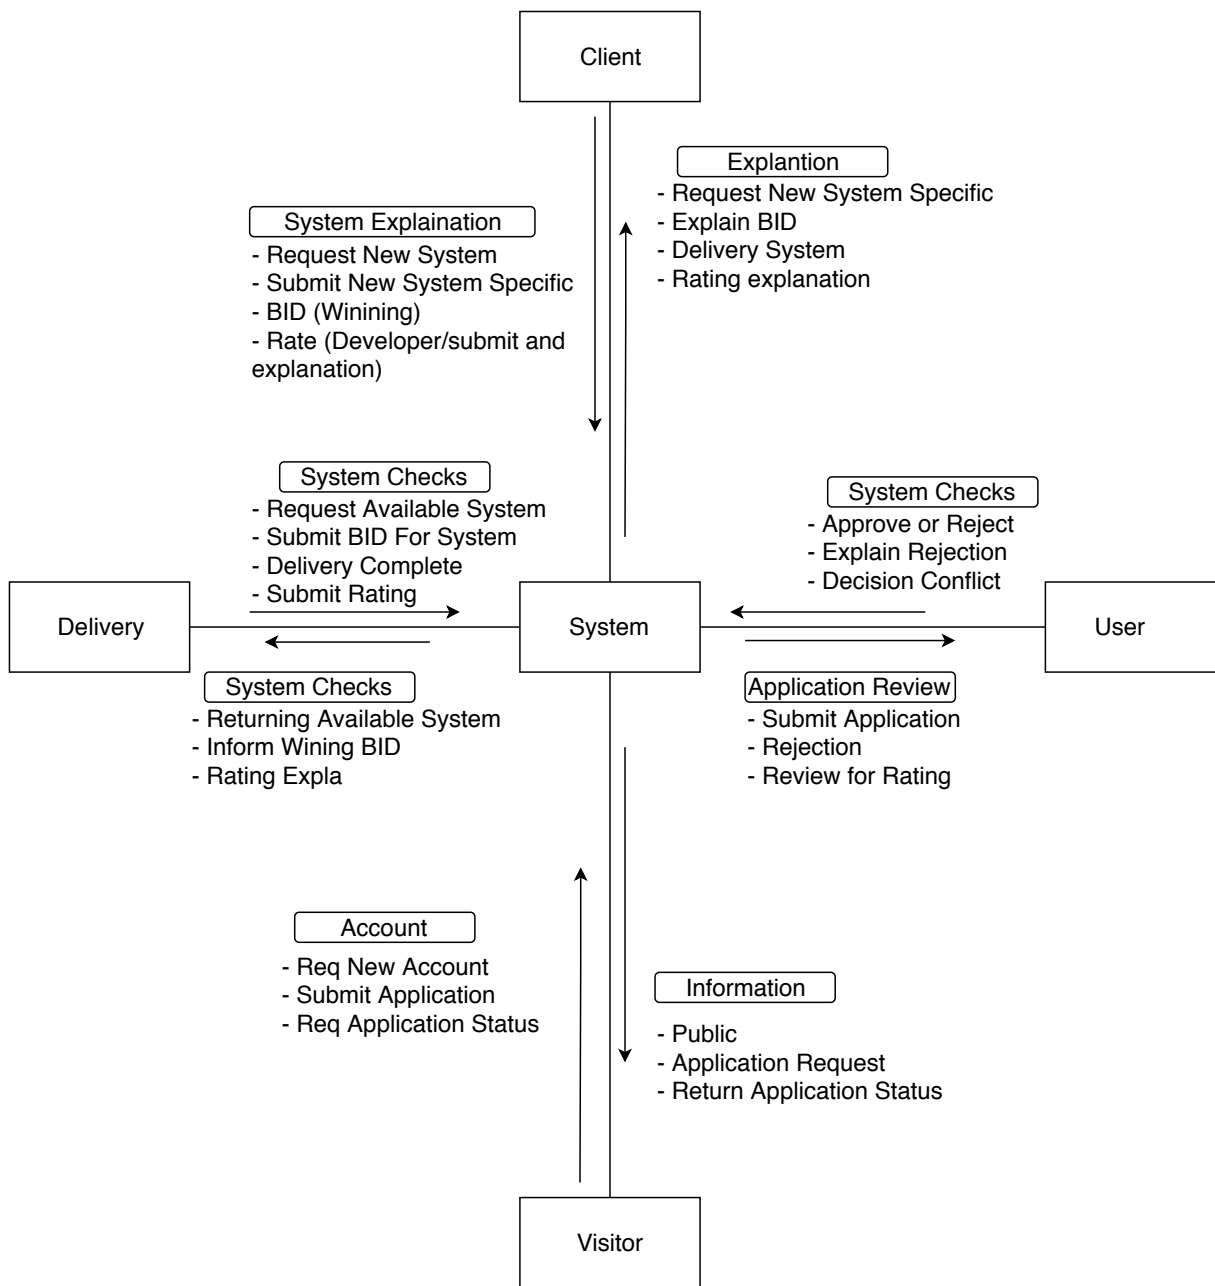 Client
Explantion
- Request New System Specific
- Explain BID
- Delivery System
- Rating explanation
System Explaination
- Request New System
- Submit New System Specific
- BID (Winining)
- Rate (Developer/submit and
explanation)
System Checks
- Request Available System
- Submit BID For System
- Delivery Complete
- Submit Rating
System Checks
- Approve or Reject
- Explain Rejection
- Decision Conflict
Delivery
System
User
System Checks
- Returning Available System
- Inform Wining BID
- Rating Expla
Application Review
- Submit Application
- Rejection
- Review for Rating
Account
- Req New Account
- Submit Application
- Req Application Status
Information
- Public
- Application Request
- Return Application Status
Visitor